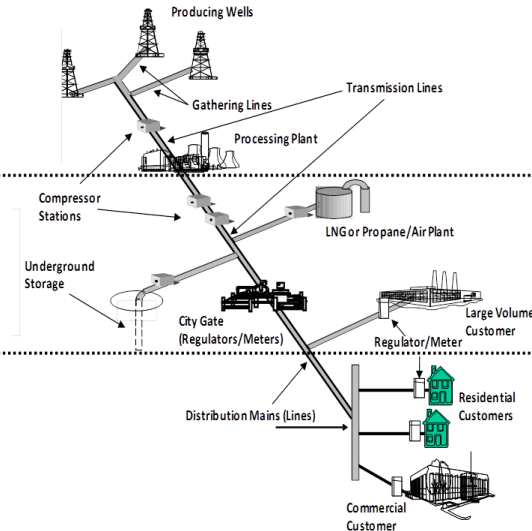 Producing Wells
Gathering Lines
Transmission Lines
Processing Plant
Compressor
Stations
LNG or Propane/Air Plant
Underground
Storage
City Gate
(Regulators/Meters)
Large Volume
Customer
Regulator/Meter
Distribution Mains (Lines)
Residential
Customers
Commercial
Customer